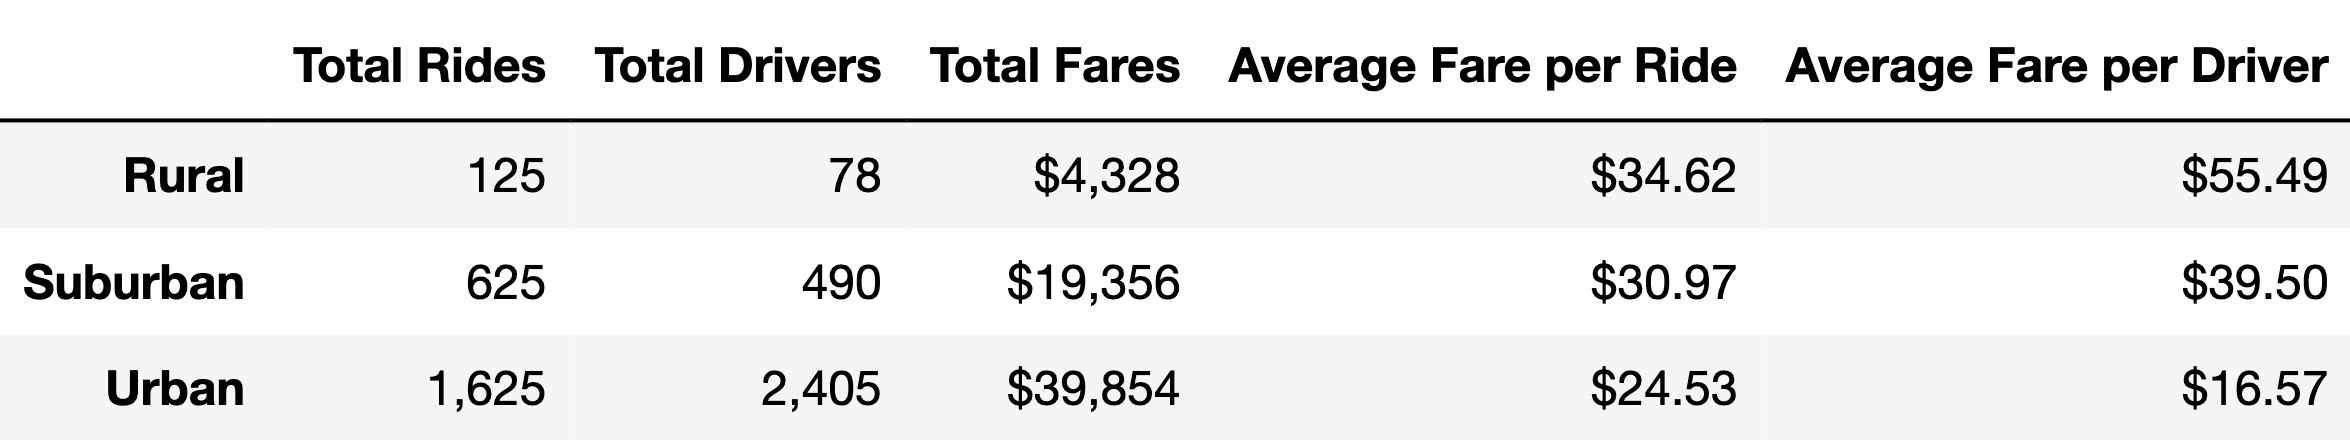 Total Rides Total Drivers Total Fares Average Fare per Ride Average Fare per Driver
Rural 125 78 $4,328 $34.62 $55.49
Suburban 625 490 $19,356 $30.97 $39.50
Urban 1,625 2,405 $39,854 $24.53 $16.57